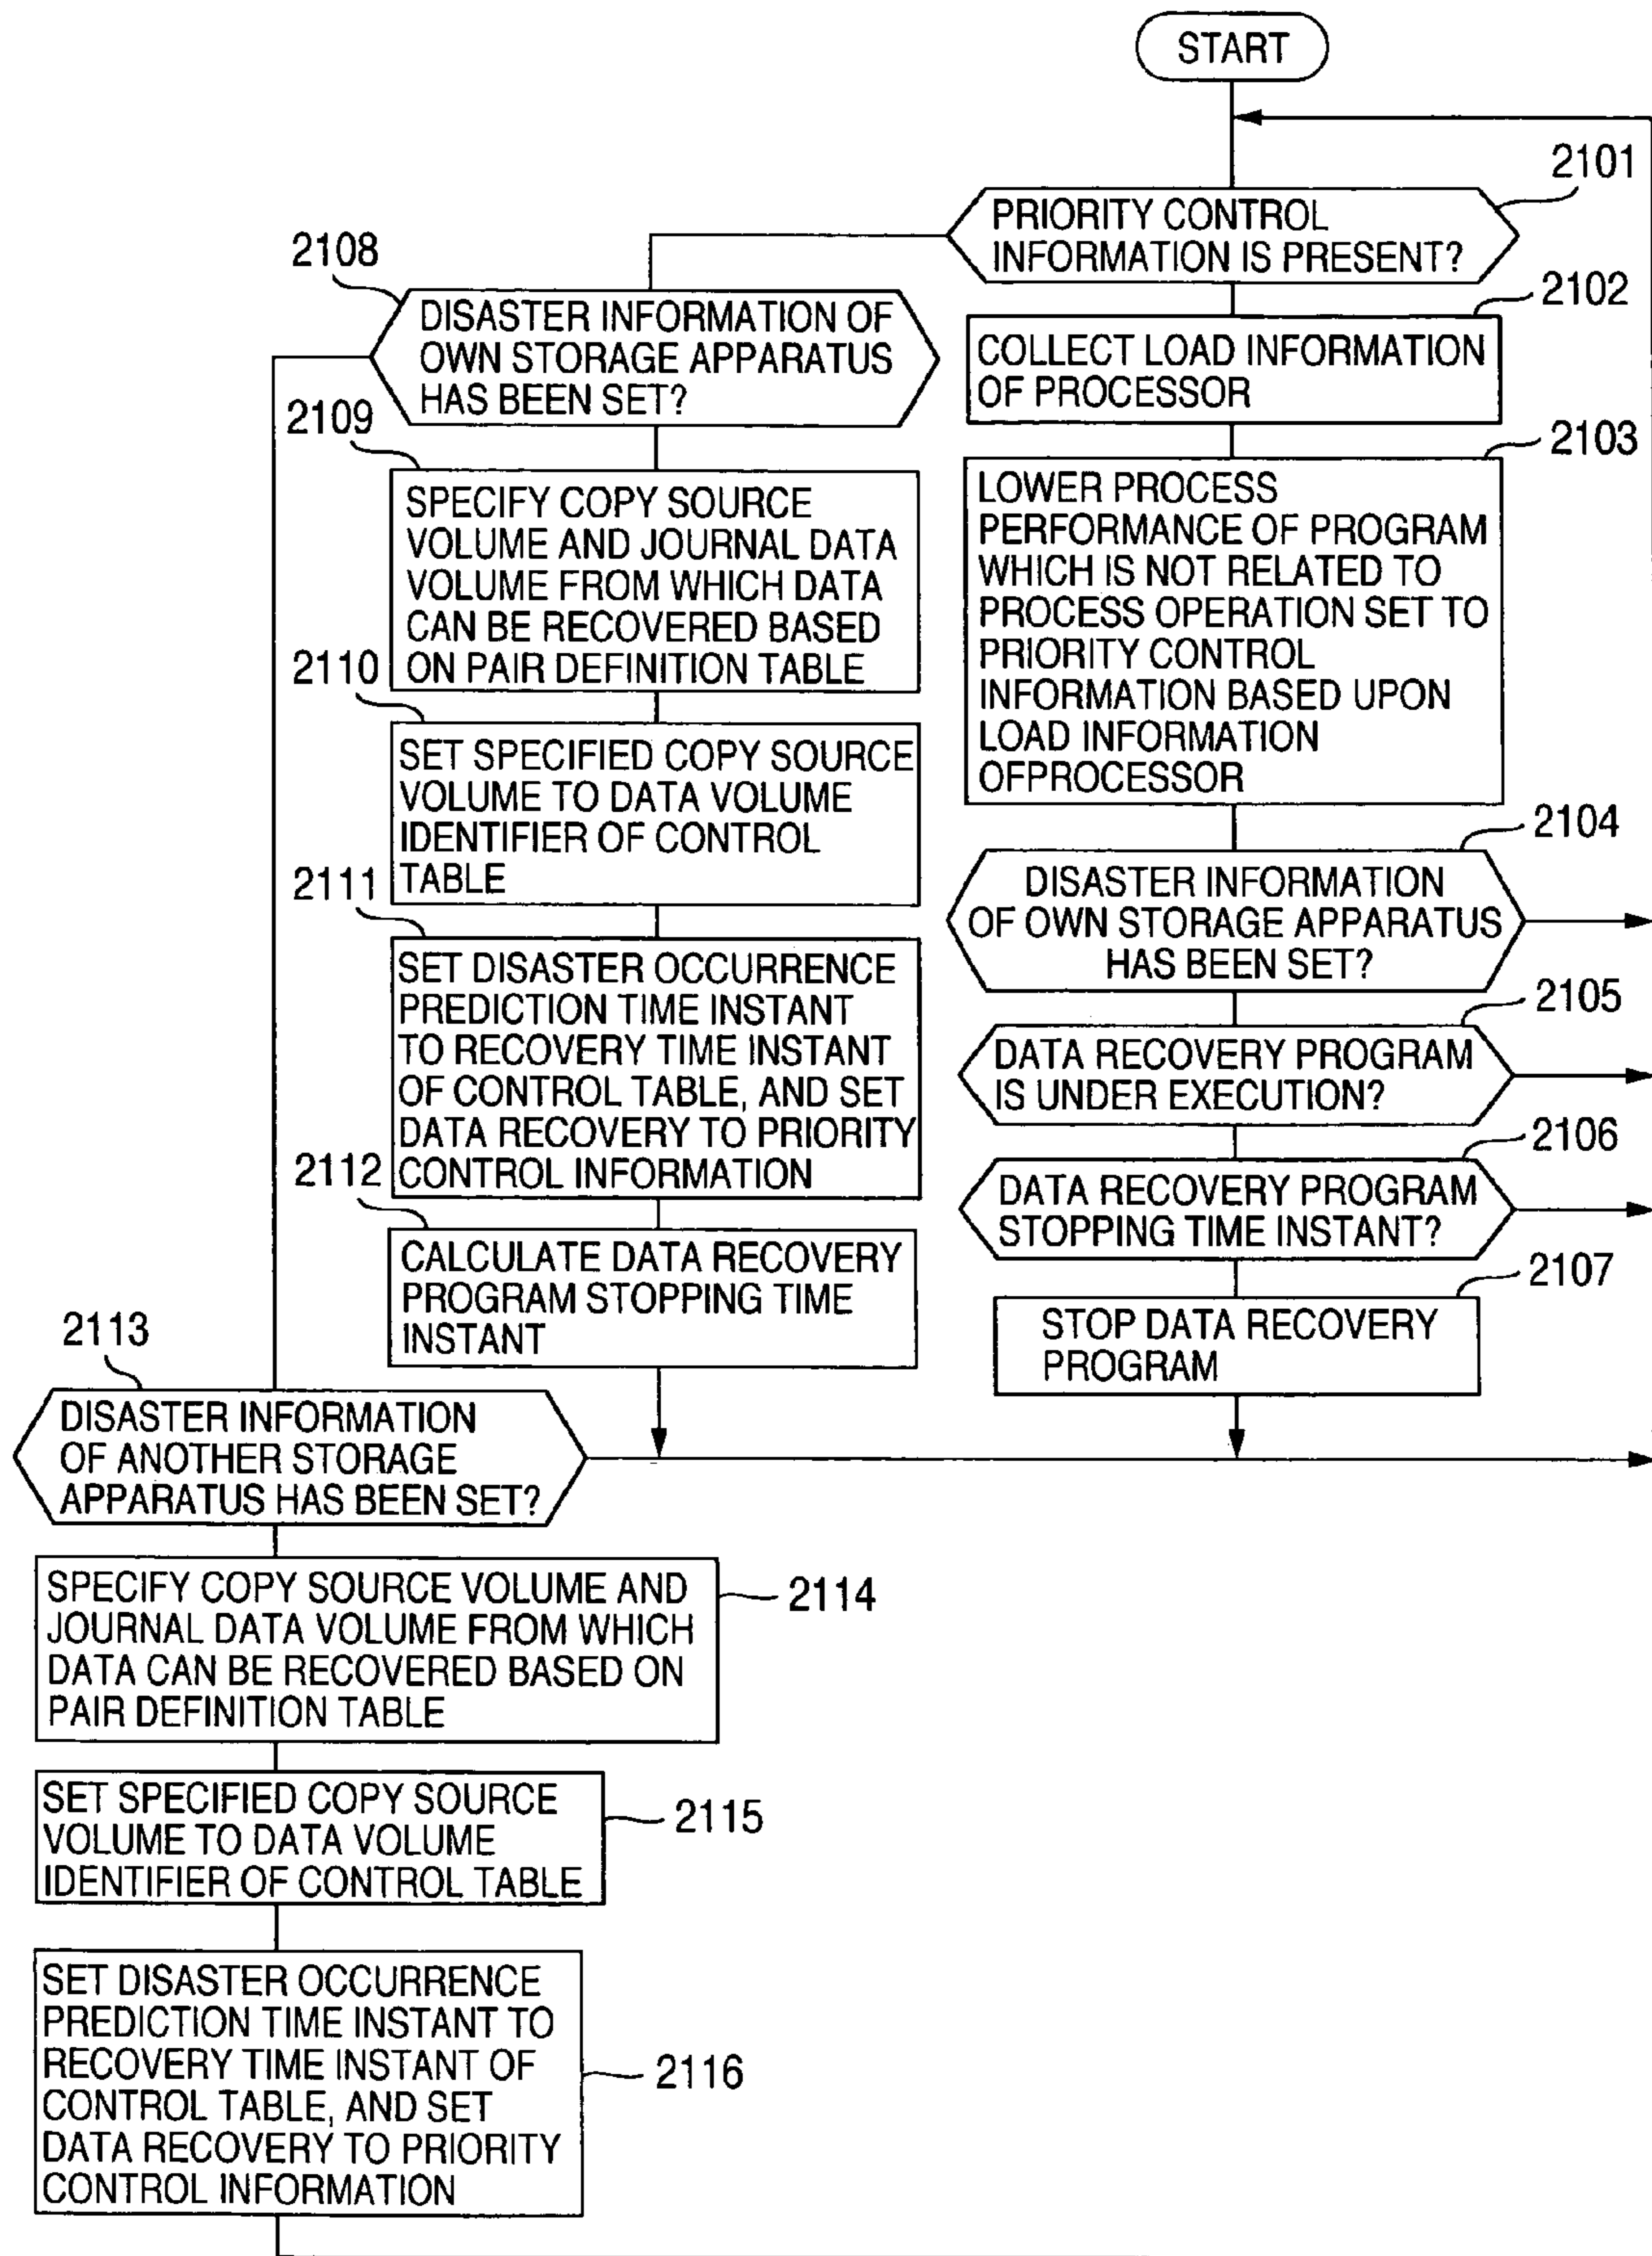 START
2101
PRIORITY CONTROL
INFORMATION IS PRESENT?
2102
COLLECT LOAD INFORMATION
OF PROCESSOR
2103
LOWER PROCESS
PERFORMANCE OF PROGRAM
WHICH IS NOT RELATED TO
PROCESS OPERATION SET TO
PRIORITY CONTROL
INFORMATION BASED UPON
LOAD INFORMATION
OFPROCESSOR
2104
DISASTER INFORMATION
OF OWN STORAGE APPARATUS
HAS BEEN SET?
2105
DATA RECOVERY PROGRAM
IS UNDER EXECUTION?
2106
DATA RECOVERY PROGRAM
STOPPING TIME INSTANT?
2107
STOP DATA RECOVERY
PROGRAM
2108
DISASTER INFORMATION OF
OWN STORAGE APPARATUS
HAS BEEN SET?
2109
SPECIFY COPY SOURCE
VOLUME AND JOURNAL DATA
VOLUME FROM WHICH DATA
CAN BE RECOVERED BASED
ON PAIR DEFINITION TABLE
2110
SET SPECIFIED COPY SOURCE
VOLUME TO DATA VOLUME
IDENTIFIER OF CONTROL
TABLE
2111
SET DISASTER OCCURRENCE
PREDICTION TIME INSTANT
TO RECOVERY TIME INSTANT
OF CONTROL TABLE, AND SET
DATA RECOVERY TO PRIORITY
CONTROL INFORMATION
2112
CALCULATE DATA RECOVERY
PROGRAM STOPPING TIME
INSTANT
2113
DISASTER INFORMATION
OF ANOTHER STORAGE
APPARATUS HAS BEEN SET?
2114
SPECIFY COPY SOURCE VOLUME AND
JOURNAL DATA VOLUME FROM WHICH
DATA CAN BE RECOVERED BASED ON
PAIR DEFINITION TABLE
2115
SET SPECIFIED COPY SOURCE
VOLUME TO DATA VOLUME
IDENTIFIER OF CONTROL TABLE
2116
SET DISASTER OCCURRENCE
PREDICTION TIME INSTANT TO
RECOVERY TIME INSTANT OF
CONTROL TABLE, AND SET
DATA RECOVERY TO PRIORITY
CONTROL INFORMATION